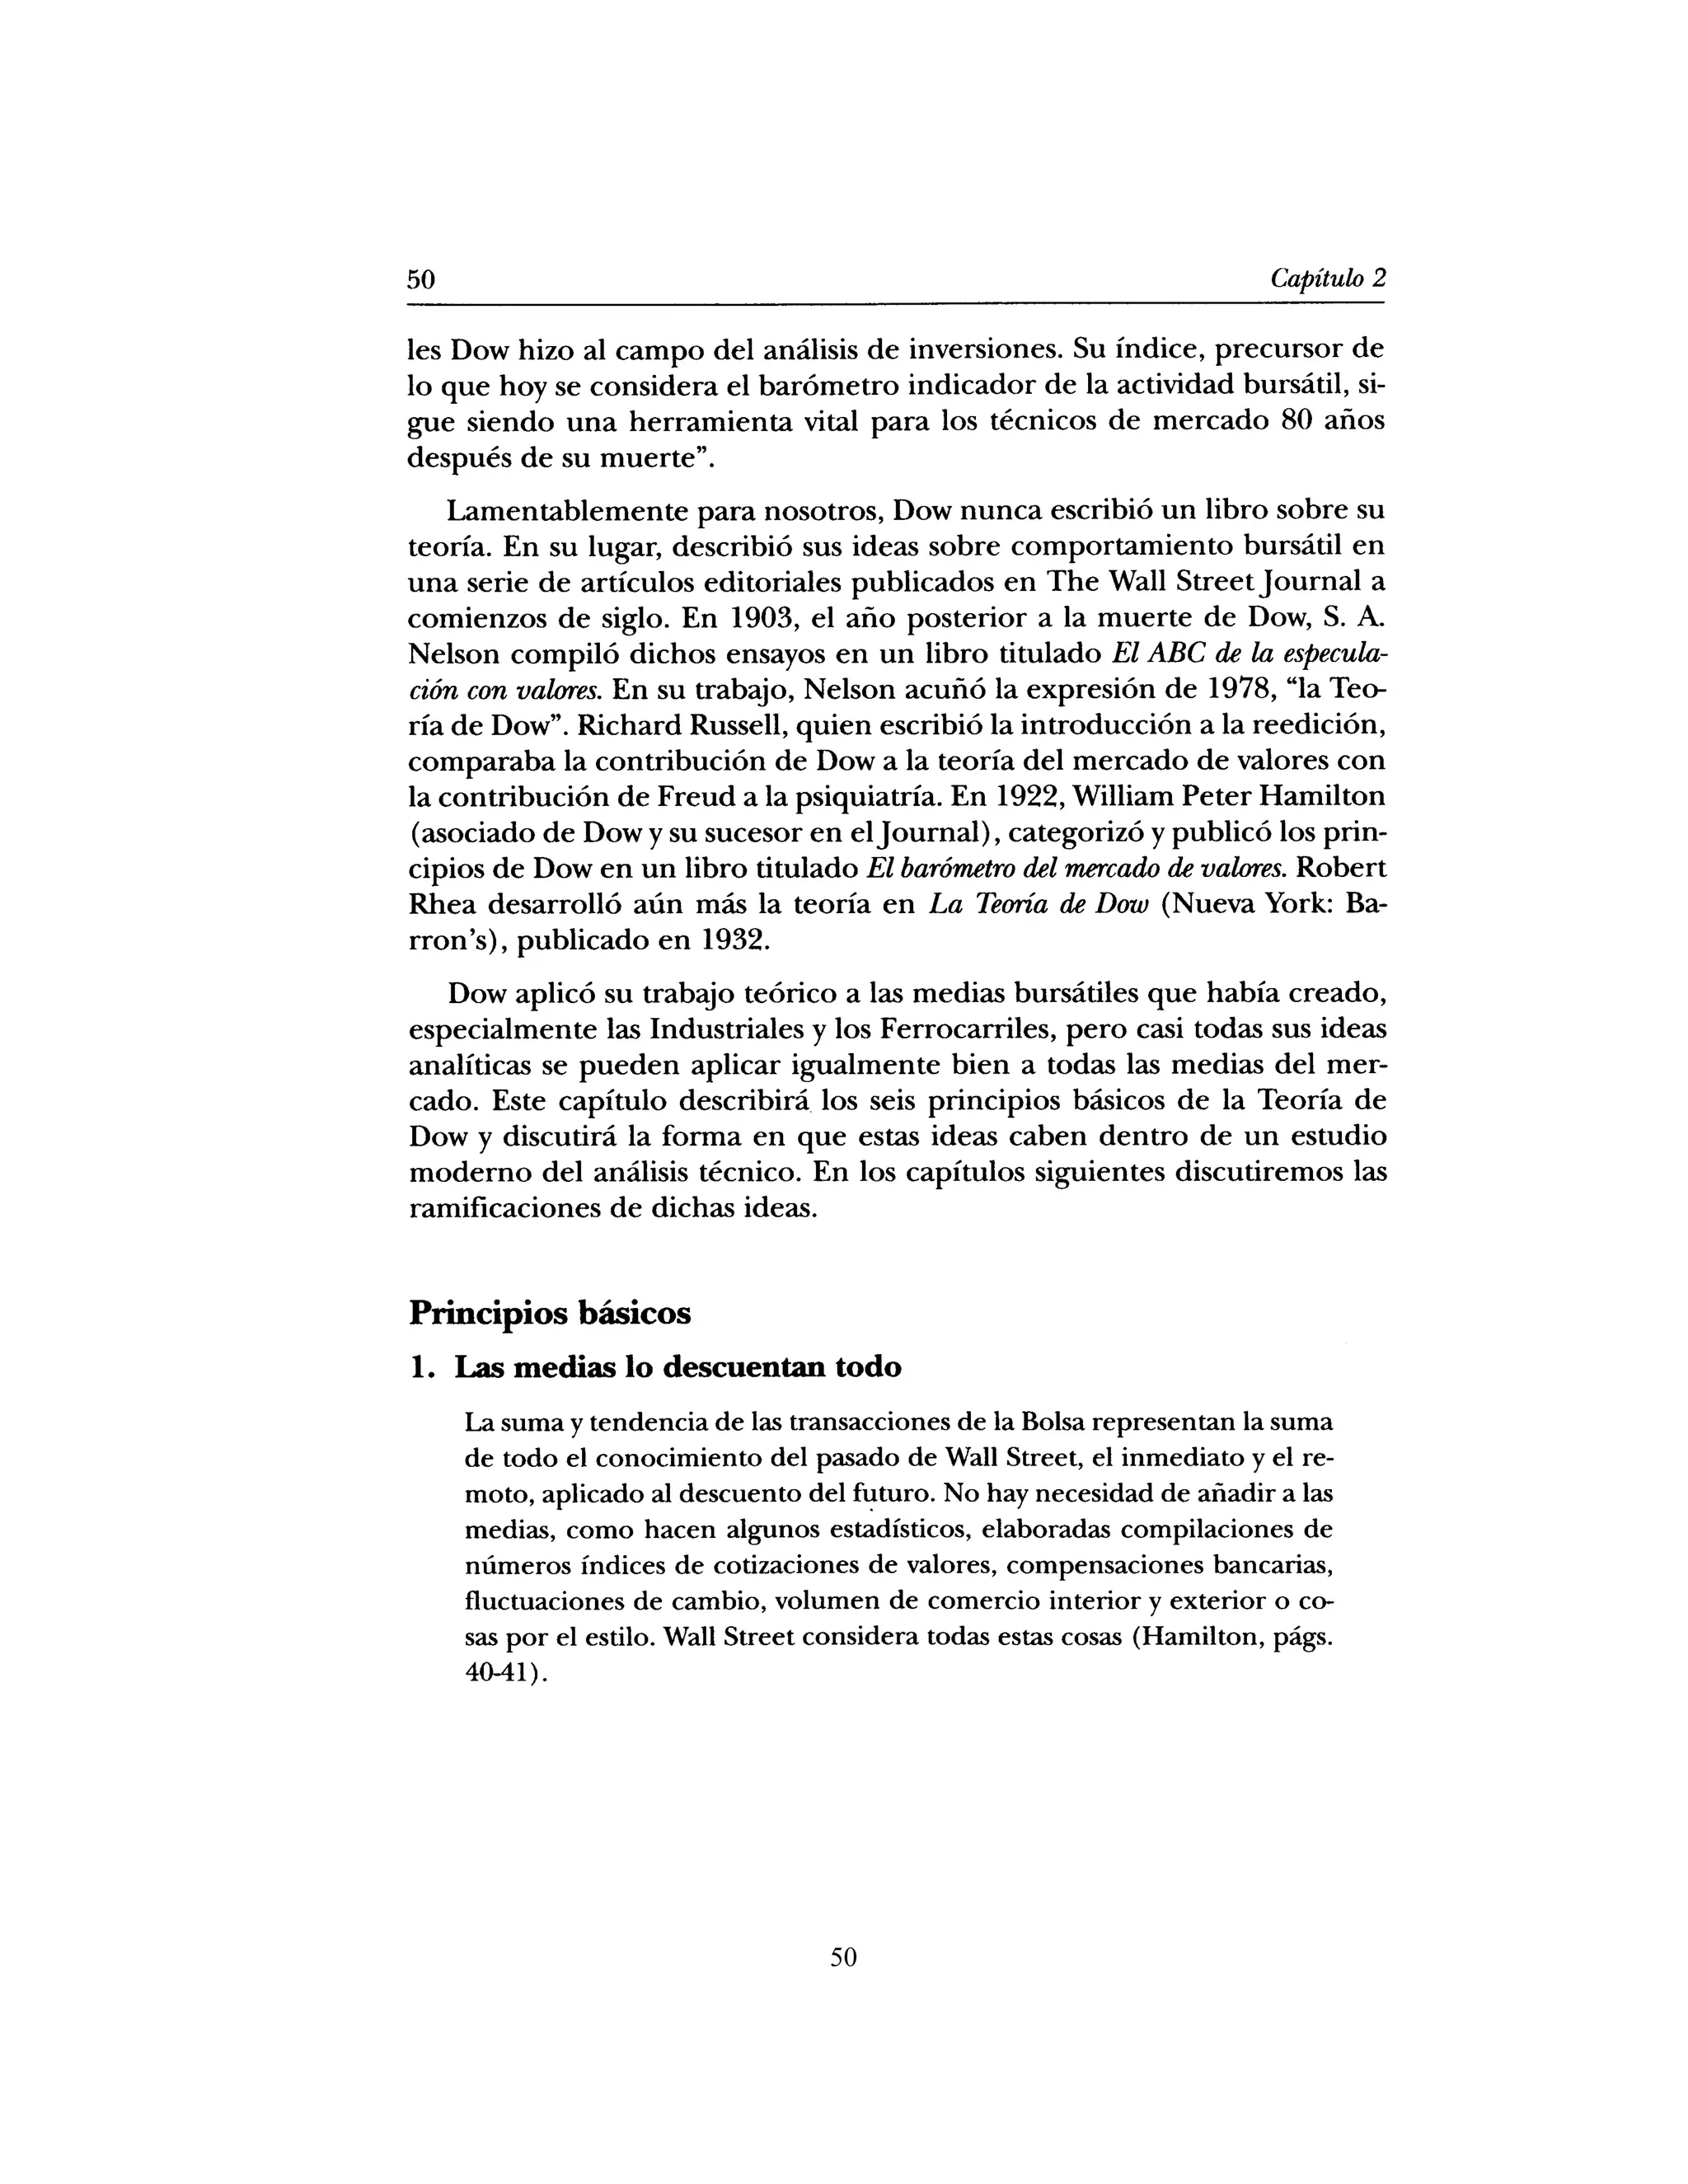 50 Capítulo 2
les Dow hizo al campo del análisis de inversiones. Su índice, precursor de
lo que hoy se considera el barómetro indicador de la actividad bursátil, si-
gue siendo una herramienta vital para los técnicos de mercado 80 años
después de su muerte”.
Lamentablemente para nosotros, Dow nunca escribió un libro sobre su
teoría. En su lugar, describió sus ideas sobre comportamiento bursátil en
una serie de artículos editoriales publicados en The Wall Street Journal a
comienzos de siglo. En 1903, el año posterior a la muerte de Dow, S. A.
Nelson compiló dichos ensayos en un libro titulado El ABC de la especula-
ción con valores. En su trabajo, Nelson acuñó la expresión de 1978, “la Teo-
ría de Dow”. Richard Russell, quien escribió la introducción a la reedición,
comparaba la contribución de Dow a la teoría del mercado de valores con
la contribución de Freud a la psiquiatría. En 1922, William Peter Hamilton
(asociado de Dow y su sucesor en el Journal), categorizó y publicó los prin-
cipios de Dow en un libro titulado El barómetro del mercado de valores. Robert
Rhea desarrolló aún más la teoría en La Teoría de Dow (Nueva York: Ba-
rron’s), publicado en 1932.
Dow aplicó su trabajo teórico a las medias bursátiles que había creado,
especialmente las Industriales y los Ferrocarriles, pero casi todas sus ideas
analíticas se pueden aplicar igualmente bien a todas las medias del mer-
cado. Este capítulo describirá los seis principios básicos de la Teoría de
Dow y discutirá la forma en que estas ideas caben dentro de un estudio
moderno del análisis técnico. En los capítulos siguientes discutiremos las
ramificaciones de dichas ideas.
Principios básicos
1. Las medias lo descuentan todo
La suma y tendencia de las transacciones de la Bolsa representan la suma
de todo el conocimiento del pasado de Wall Street, el inmediato y el re-
moto, aplicado al descuento del futuro. No hay necesidad de añadir a las
medias, como hacen algunos estadísticos, elaboradas compilaciones de
números índices de cotizaciones de valores, compensaciones bancarias,
fluctuaciones de cambio, volumen de comercio interior y exterior o co-
sas por el estilo. Wall Street considera todas estas cosas (Hamilton, págs.
40-41).
50